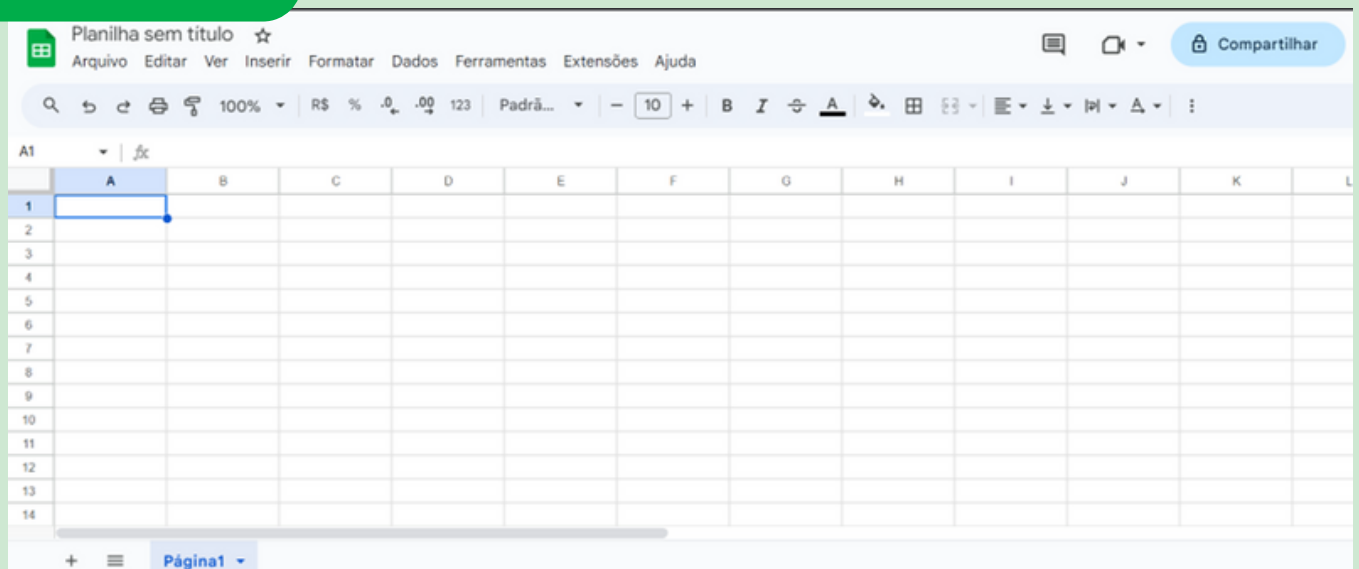 Planilha sem título
Compartilhar
Arquivo Editar Ver Inserir Formatar Dados Ferramentas Extensões Ajuda
100% R$ % .0 .00 123 Padrã... − 10 + B I S A A
A1 fx
A B C D E F G H I J K L
1
2
3
4
5
6
7
8
9
10
11
12
13
14
+ Página1